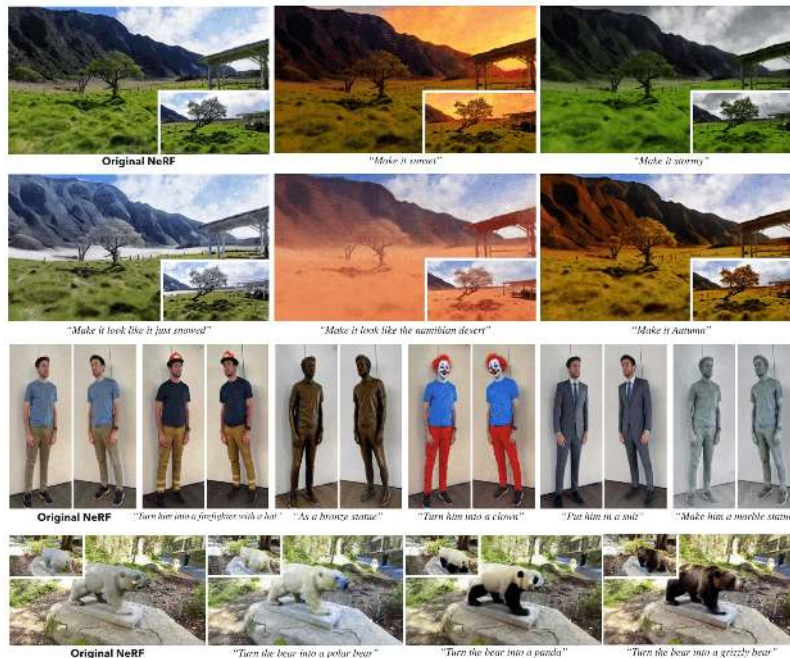 Original NeRF
"Make it sunset"
"Make it stormy"
"Make it look like it just snowed"
"Make it look like the namibian desert"
"Make it Autumn"
Original NeRF
"Turn him into a firefighter with a hat"
"As a bronze statue"
"Turn him into a clown"
"Put him in a suit"
"Make him a marble statue
Original NeRF
"Turn the bear into a polar bear"
"Turn the bear into a panda"
"Turn the bear into a grizzly bear"